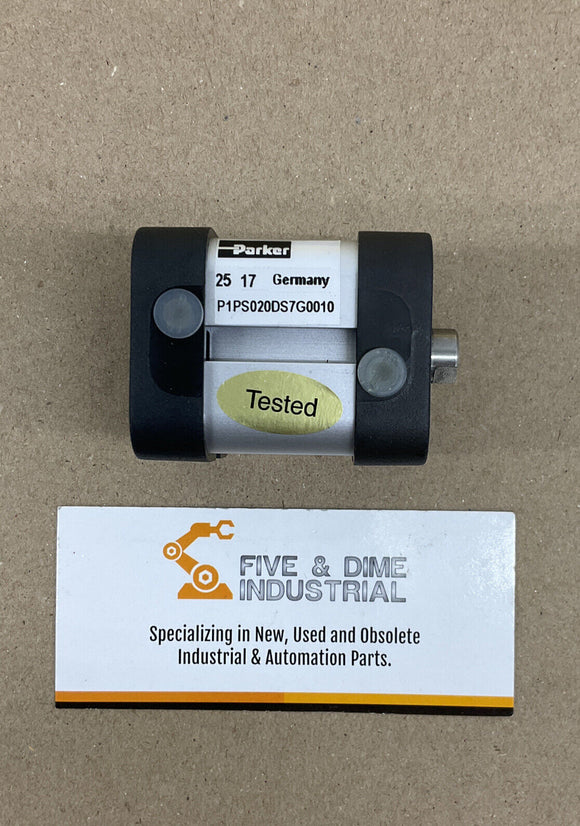 Parker
25 17 Germany
P1PS020DS7G0010
Tested
FIVE & DIME
INDUSTRIAL
Specializing in New, Used and Obsolete
Industrial & Automation Parts.